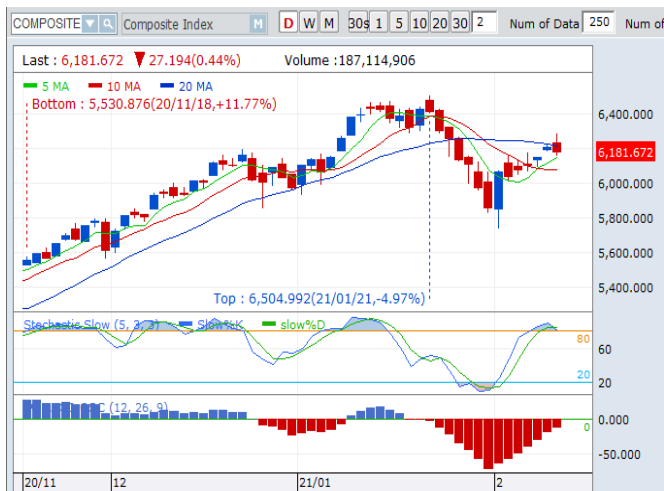 COMPOSITE Composite Index M D W M 30s 1 5 10 20 30 2 Num of Data 250 Num of
Last : 6,181.672 ▼ 27.194(0.44%) Volume :187,114,906
5 MA 10 MA 20 MA
Bottom : 5,530.876(20/11/18,+11.77%)
6,400.000
6,181.672
6,000.000
5,800.000
5,600.000
5,400.000
Top : 6,504.992(21/01/21,-4.97%)
Stochastic Slow (5, 3, 3) Slow%K slow%D
80
60
20
20
(12, 26, 9)
0.000
0
-50.000
20/11 12 21/01 2